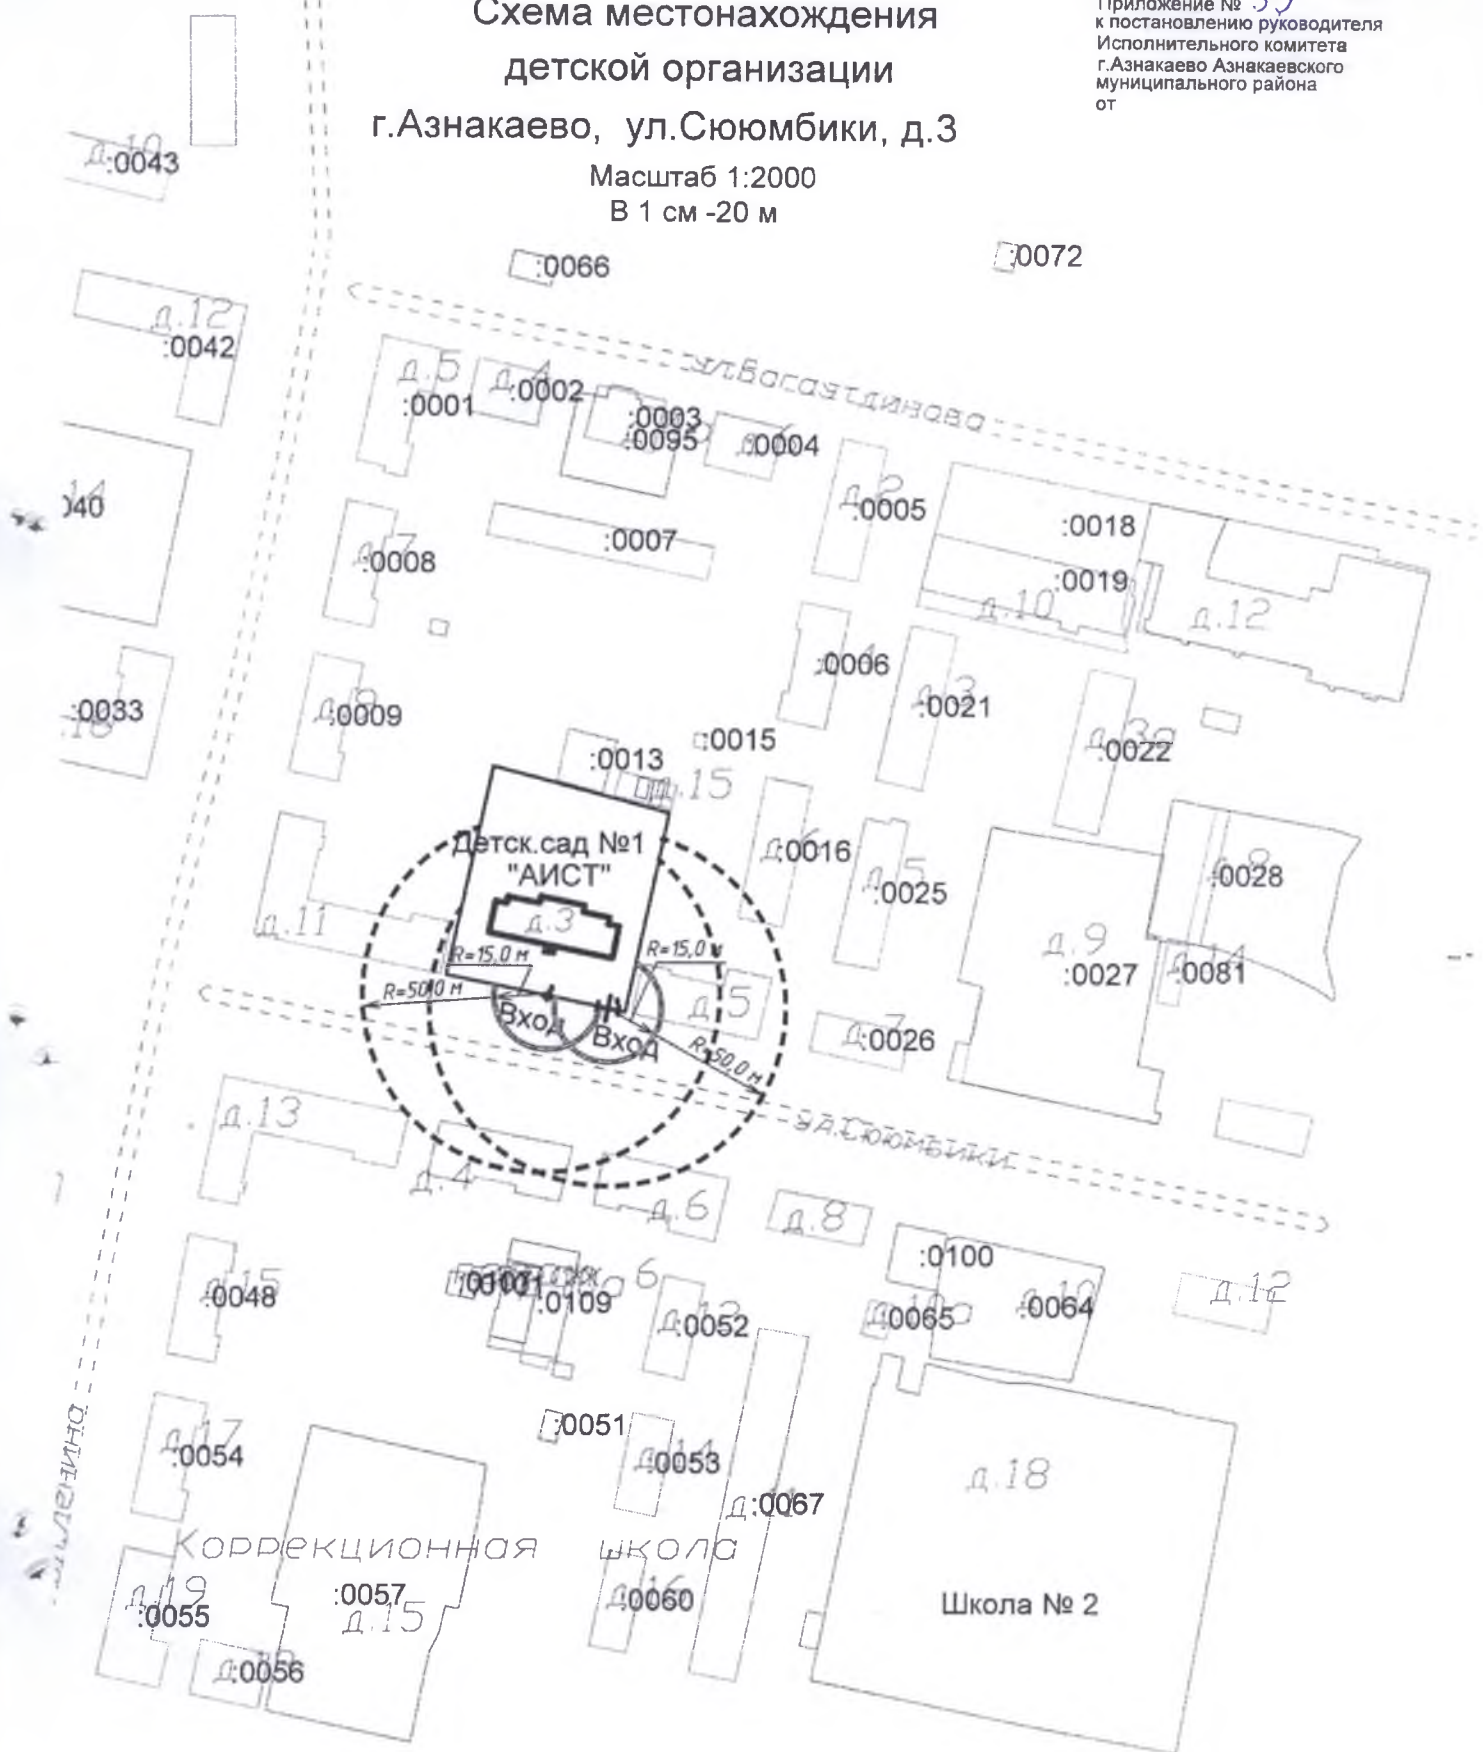 Схема местонахождения
детской организации
г.Азнакаево, ул.Сююмбики, д.3
Масштаб 1:2000
В 1 см -20 м
Приложение №
к постановлению руководителя
Исполнительного комитета
г.Азнакаево Азнакаевского
муниципального района
от
:0043
:0066
:0072
д.12
:0042
д.5
:0001
:0002
:0003
:0095
:0004
:0005
:0018
:0007
:0008
:0019
д.10
д.12
:0006
:0021
:0033
:0009
:0022
:0015
:0013
д.15
Детск.сад №1
"АИСТ"
д.3
:0016
:0025
:0028
д.11
д.9
:0027
:0081
R=15,0 м
R=15,0 м
R=50,0 м
Вход
Вход
R=50,0 м
д.5
:0026
д.13
ул.Сююмбики
д.4
д.6
д.8
:0100
:0048
:0109
:0052
:0065
:0064
д.12
:0051
:0054
:0053
д.18
:0067
Коррекционная школа
д.19
:0055
:0057
д.15
:0060
Школа № 2
:0056